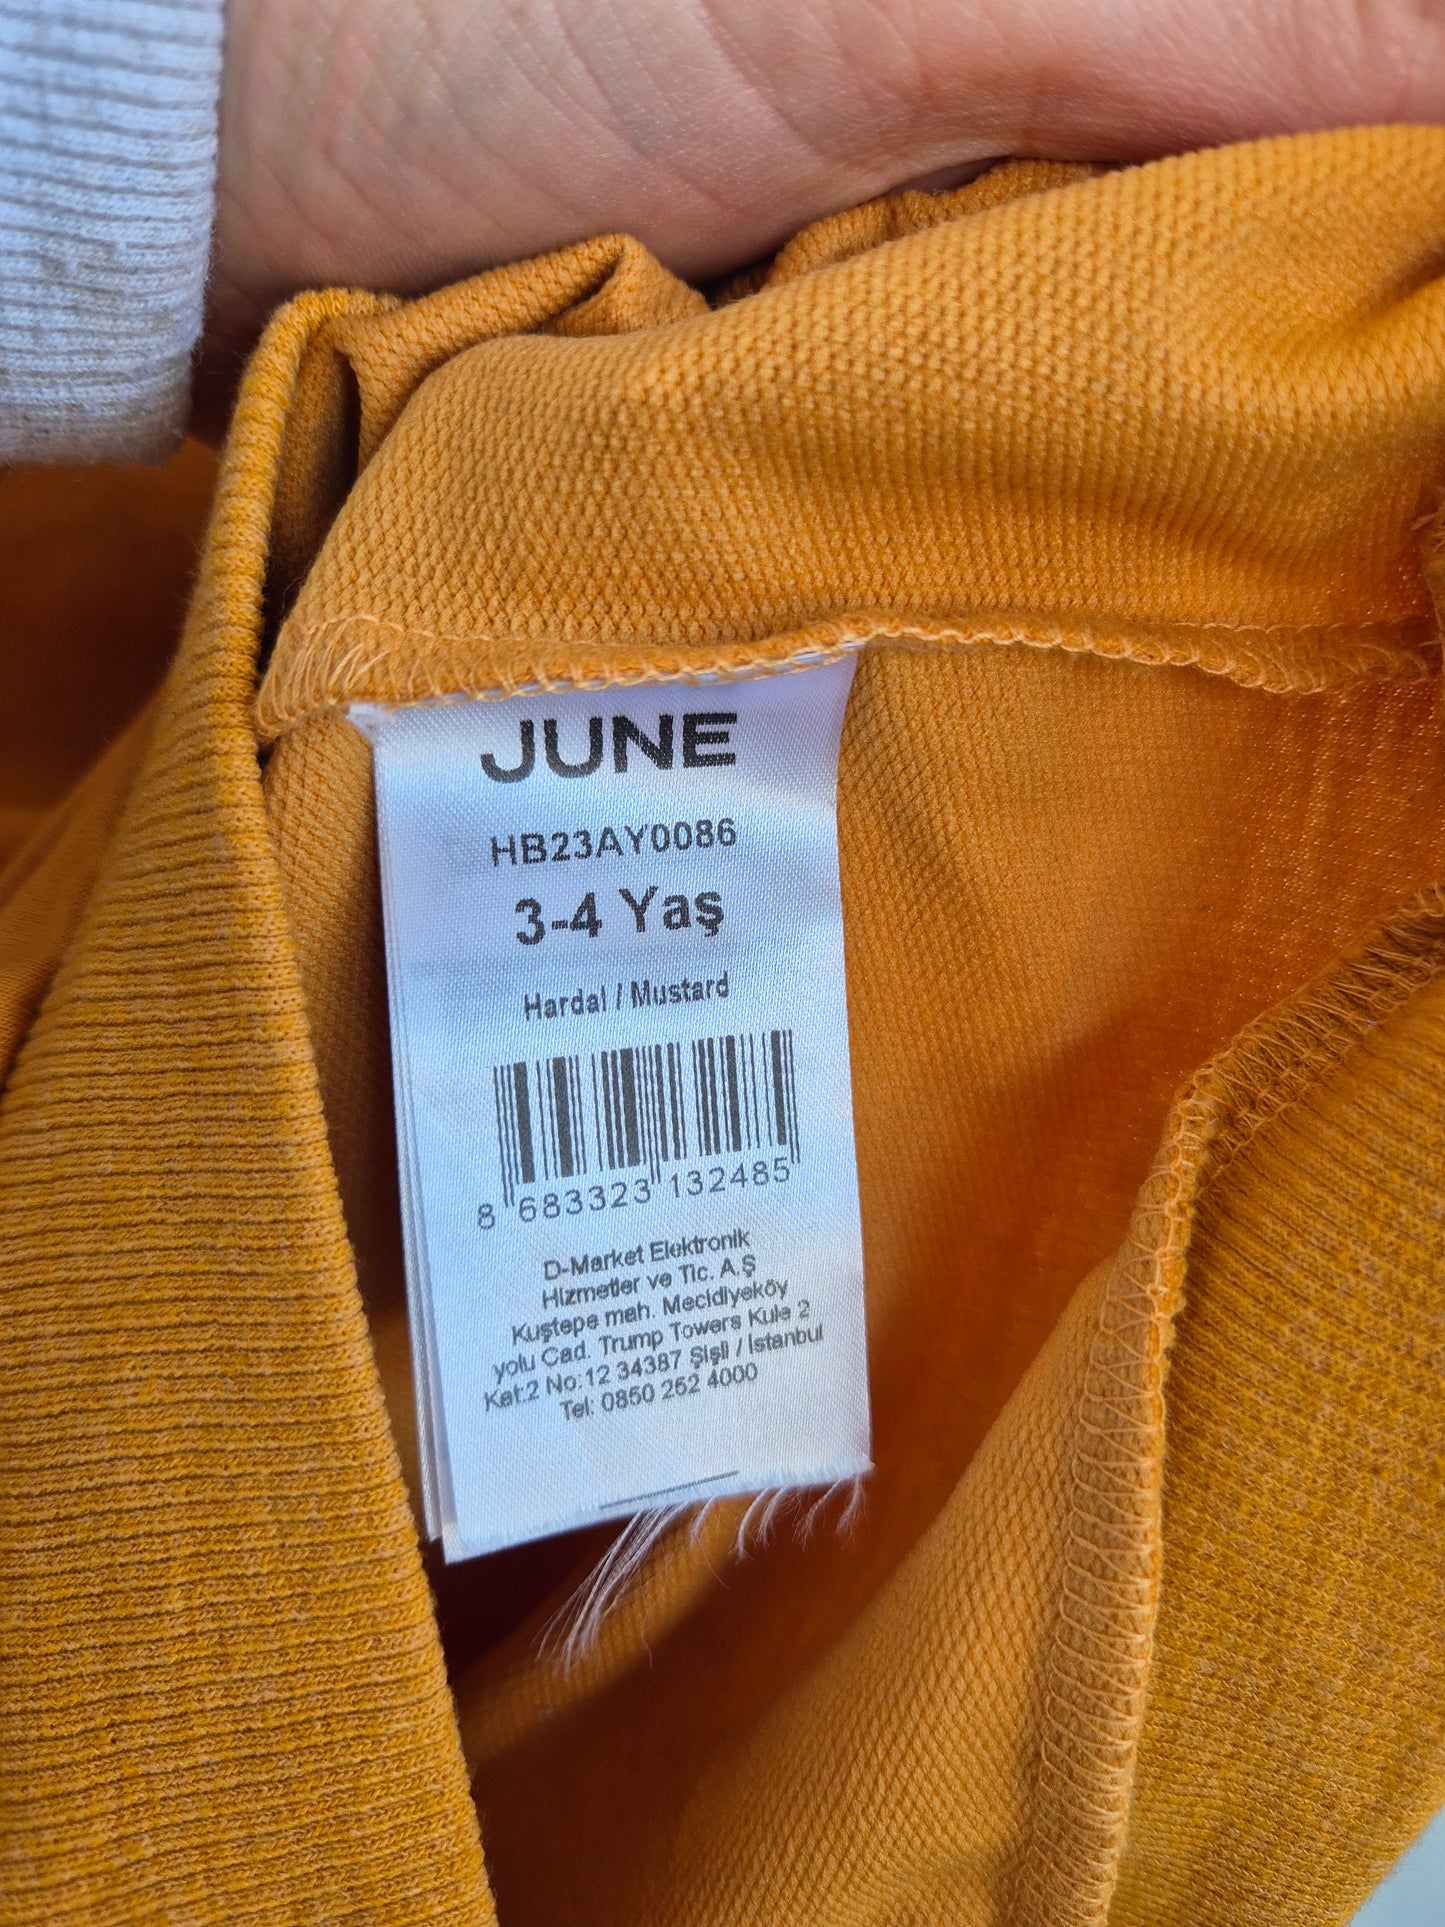 JUNE
HB23AY0086
3-4 Yaş
Hardal / Mustard
8 683323 132485
D-Market Elektronik
Hizmetler ve Tic. A.Ş
Kuştepe mah. Mecidiyeköy
yolu Cad. Trump Towers Kule 2
Kat:2 No:12 34387 Şişli / İstanbul
Tel: 0850 252 4000